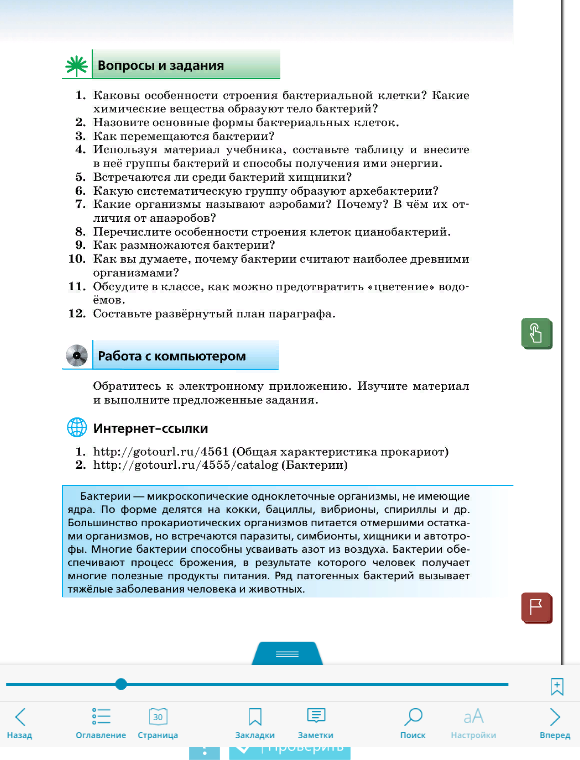 Вопросы и задания
1. Каковы особенности строения бактериальной клетки? Какие
химические вещества образуют тело бактерий?
2. Назовите основные формы бактериальных клеток.
3. Как перемещаются бактерии?
4. Используя материал учебника, составьте таблицу и внесите
в неё группы бактерий и способы получения ими энергии.
5. Встречаются ли среди бактерий хищники?
6. Какую систематическую группу образуют архебактерии?
7. Какие организмы называют аэробами? Почему? В чём их от-
личия от анаэробов?
8. Перечислите особенности строения клеток цианобактерий.
9. Как размножаются бактерии?
10. Как вы думаете, почему бактерии считают наиболее древними
организмами?
11. Обсудите в классе, как можно предотвратить «цветение» водо-
ёмов.
12. Составьте развёрнутый план параграфа.
Работа с компьютером
Обратитесь к электронному приложению. Изучите материал
и выполните предложенные задания.
Интернет-ссылки
1. http://gotourl.ru/4561 (Общая характеристика прокариот)
2. http://gotourl.ru/4555/catalog (Бактерии)
Бактерии — микроскопические одноклеточные организмы, не имеющие
ядра. По форме делятся на кокки, бациллы, вибрионы, спириллы и др.
Большинство прокариотических организмов питается отмершими остатка-
ми организмов, но встречаются паразиты, симбионты, хищники и автотро-
фы. Многие бактерии способны усваивать азот из воздуха. Бактерии обе-
спечивают процесс брожения, в результате которого человек получает
многие полезные продукты питания. Ряд патогенных бактерий вызывает
тяжёлые заболевания человека и животных.
30 аА
Назад Оглавление Страница Закладки Заметки Поиск Настройки Вперед
? Проверить